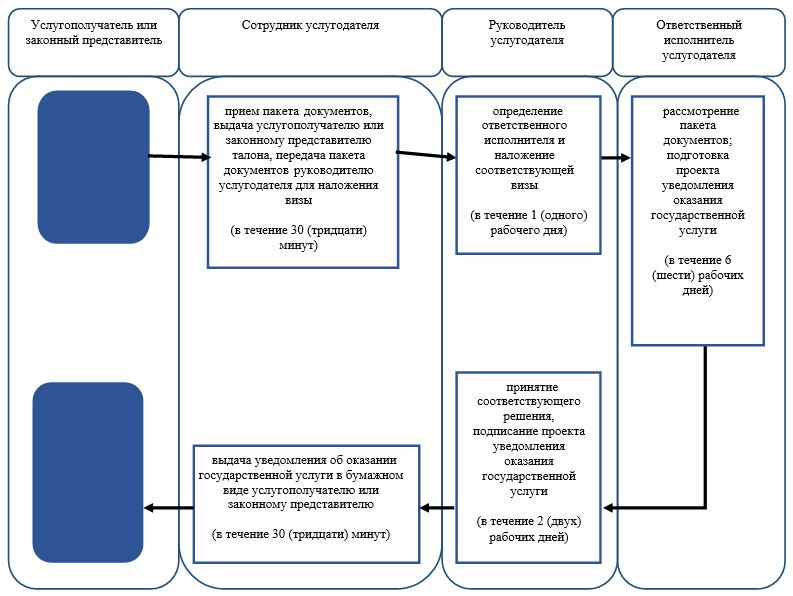 Услугополучатель или
законный представитель
Сотрудник услугодателя
Руководитель
услугодателя
Ответственный
исполнитель
услугодателя
прием пакета документов,
выдача услугополучателю или
законному представителю
талона, передача пакета
документов руководителю
услугодателя для наложения
визы
(в течение 30 (тридцати)
минут)
определение
ответственного
исполнителя и
наложение
соответствующей
визы
(в течение 1 (одного)
рабочего дня)
рассмотрение
пакета
документов;
подготовка
проекта
уведомления
оказания
государственной
услуги
(в течение 6
(шести) рабочих
дней)
принятие
соответствующего
решения,
подписание проекта
уведомления
оказания
государственной
услуги
(в течение 2 (двух)
рабочих дней)
выдача уведомления об оказании
государственной услуги в бумажном
виде услугополучателю или
законному представителю
(в течение 30 (тридцати) минут)